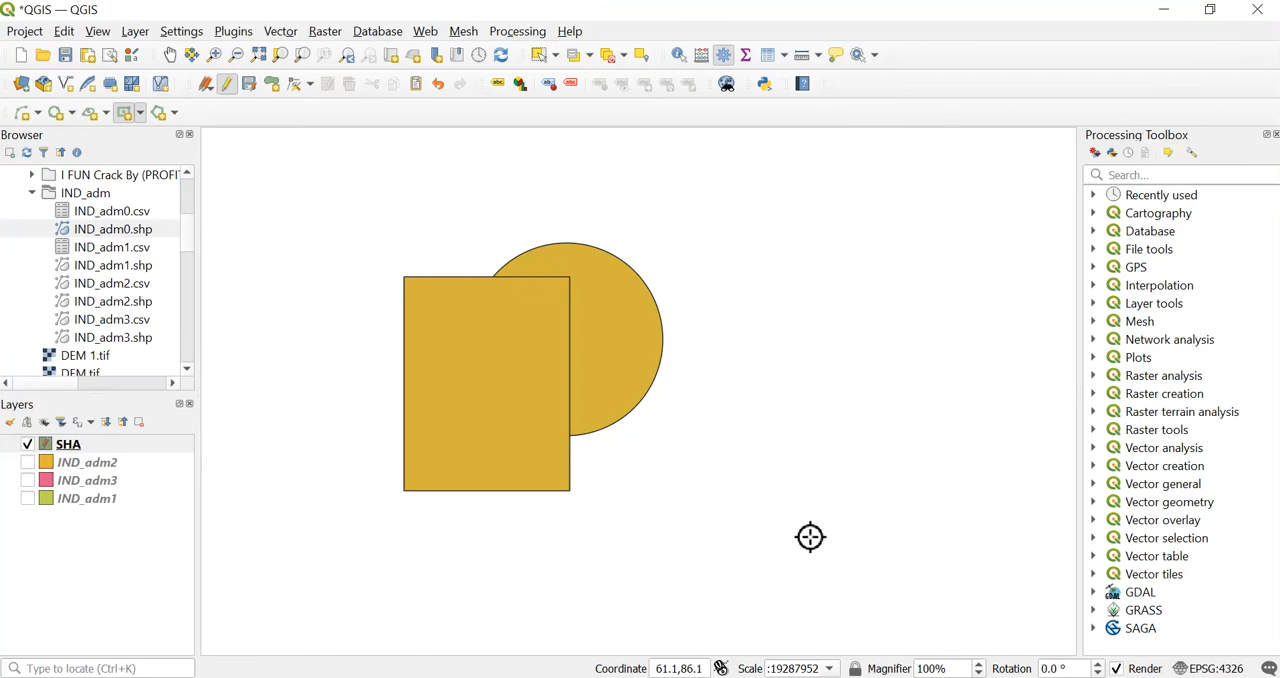 *QGIS — QGIS
Project Edit View Layer Settings Plugins Vector Raster Database Web Mesh Processing Help
Browser
I FUN Crack By (PROFI
IND_adm
IND_adm0.csv
IND_adm0.shp
IND_adm1.csv
IND_adm1.shp
IND_adm2.csv
IND_adm2.shp
IND_adm3.csv
IND_adm3.shp
DEM 1.tif
DEM.tif
Layers
SHA
IND_adm2
IND_adm3
IND_adm1
Processing Toolbox
Search...
Recently used
Cartography
Database
File tools
GPS
Interpolation
Layer tools
Mesh
Network analysis
Plots
Raster analysis
Raster creation
Raster terrain analysis
Raster tools
Vector analysis
Vector creation
Vector general
Vector geometry
Vector overlay
Vector selection
Vector table
Vector tiles
GDAL
GRASS
SAGA
Type to locate (Ctrl+K) Coordinate 61.1,86.1 Scale :19287952 Magnifier 100% Rotation 0.0 ° Render EPSG:4326